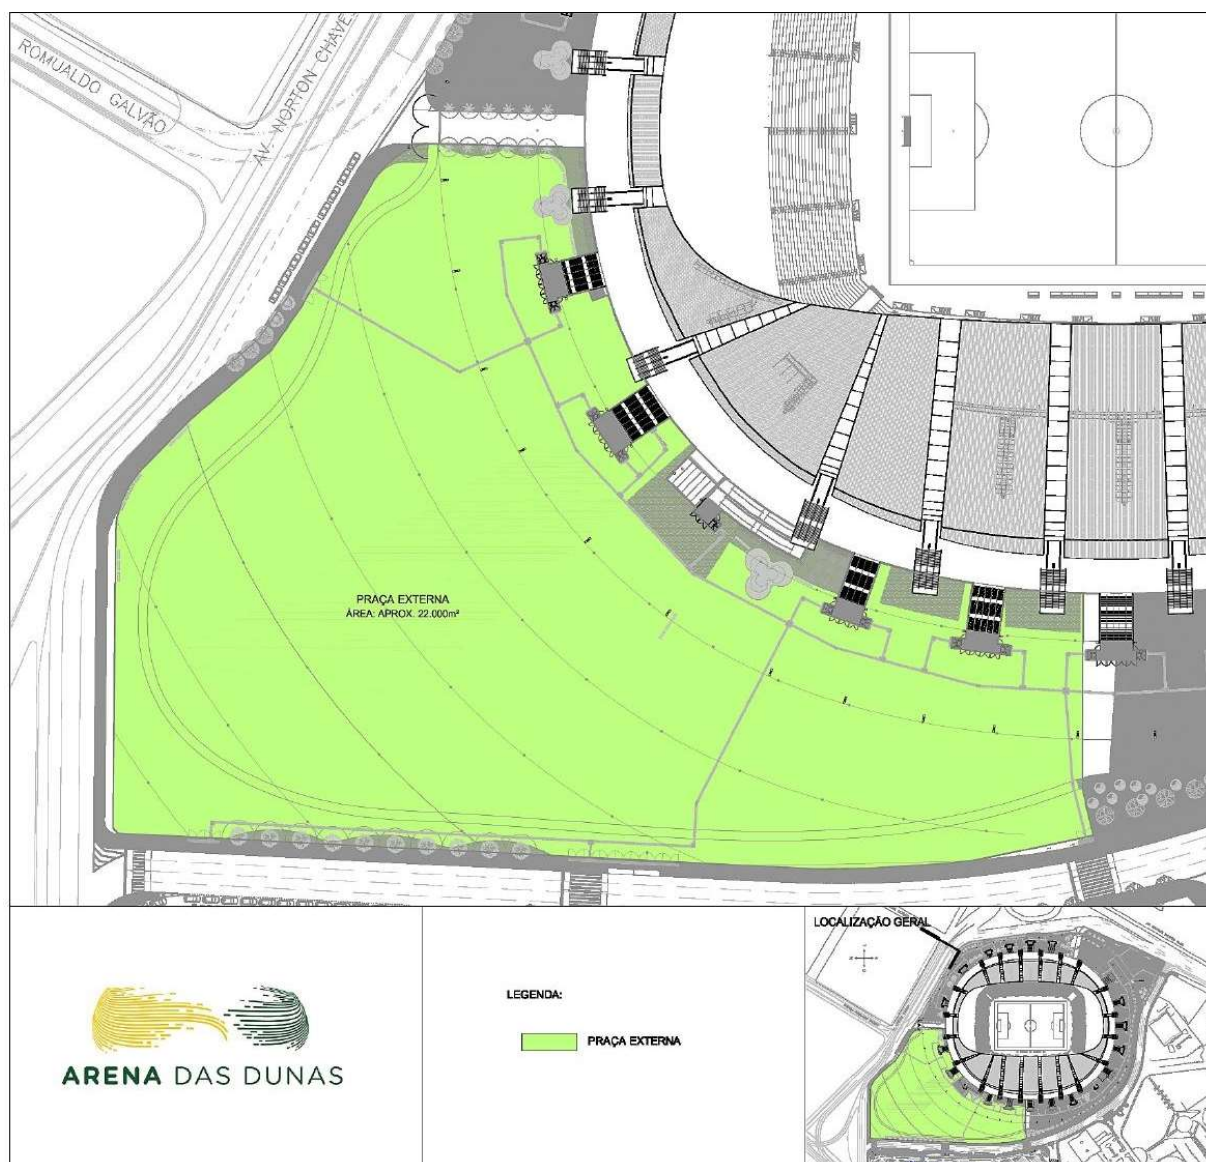 ROMUALDO GALVÃO
AV. NORTON CHAVES
PRAÇA EXTERNA
ÁREA: APROX. 22.000m²
ARENA DAS DUNAS
LEGENDA:
PRAÇA EXTERNA
LOCALIZAÇÃO GERAL